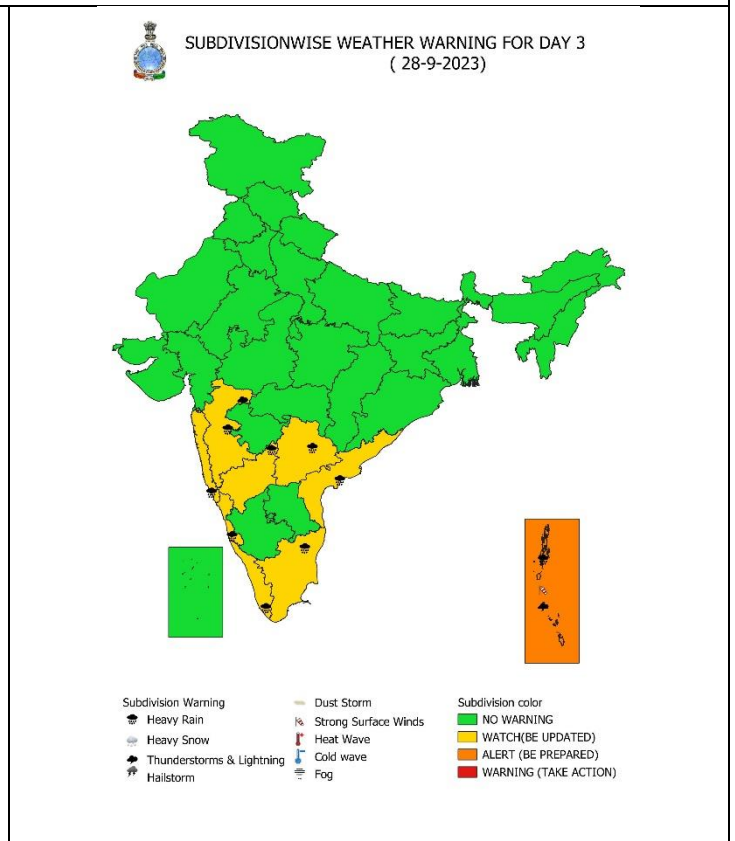 SUBDIVISIONWISE WEATHER WARNING FOR DAY 3
( 28-9-2023)
Subdivision Warning
Heavy Rain
Heavy Snow
Thunderstorms & Lightning
Hailstorm
Dust Storm
Strong Surface Winds
Heat Wave
Cold wave
Fog
Subdivision color
NO WARNING
WATCH(BE UPDATED)
ALERT (BE PREPARED)
WARNING (TAKE ACTION)